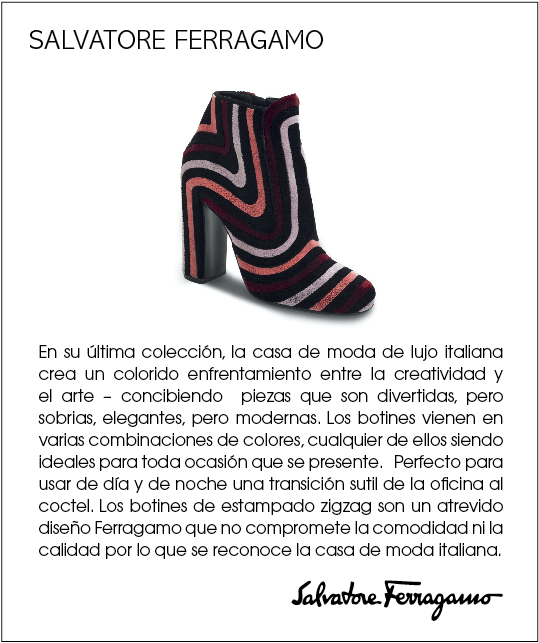 SALVATORE FERRAGAMO
En su última colección, la casa de moda de lujo italiana
crea un colorido enfrentamiento entre la creatividad y
el arte – concibiendo piezas que son divertidas, pero
sobrias, elegantes, pero modernas. Los botines vienen en
varias combinaciones de colores, cualquier de ellos siendo
ideales para toda ocasión que se presente. Perfecto para
usar de día y de noche una transición sutil de la oficina al
coctel. Los botines de estampado zigzag son un atrevido
diseño Ferragamo que no compromete la comodidad ni la
calidad por lo que se reconoce la casa de moda italiana.
Salvatore Ferragamo